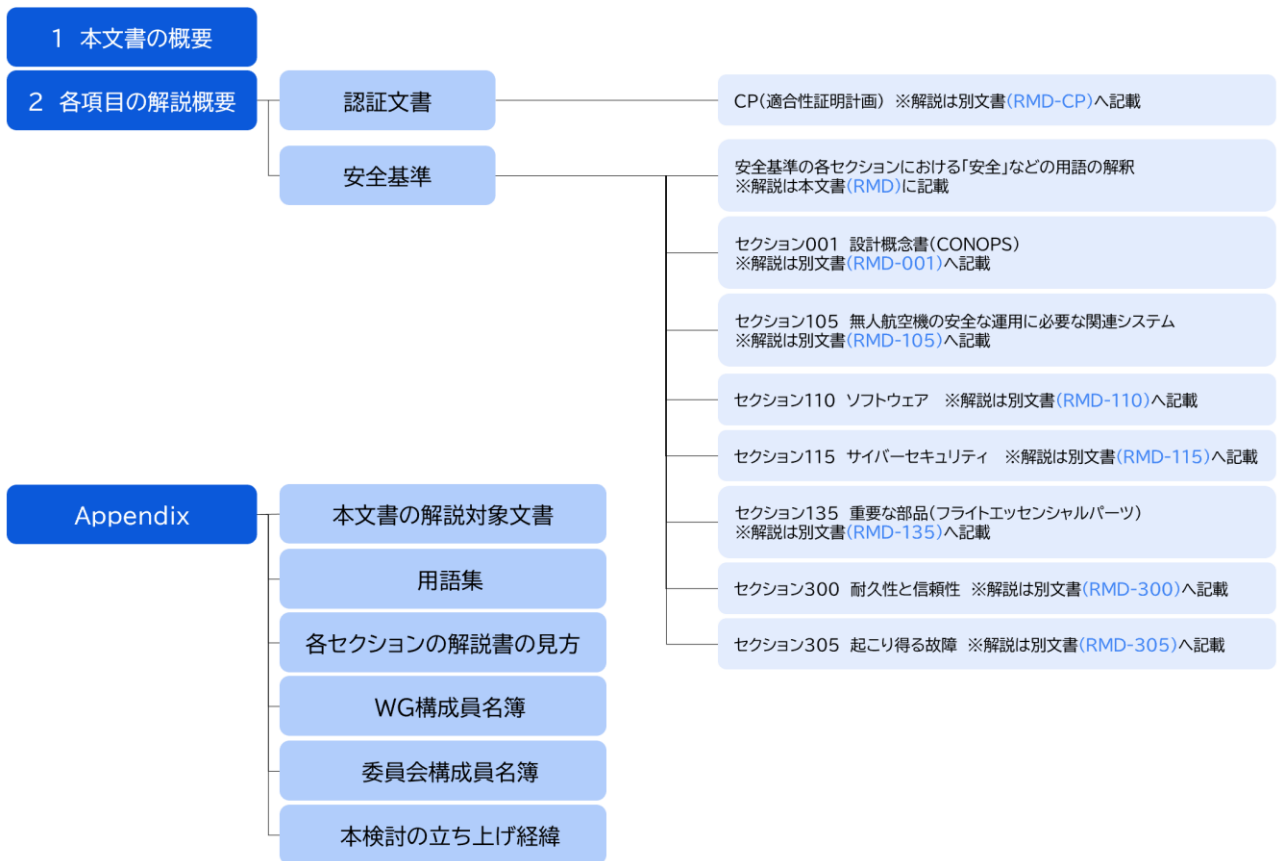 1 本文書の概要
2 各項目の解説概要
認証文書
CP(適合性証明計画) ※解説は別文書(RMD-CP)へ記載
安全基準
安全基準の各セクションにおける「安全」などの用語の解釈
※解説は本文書(RMD)に記載
セクション001 設計概念書(CONOPS)
※解説は別文書(RMD-001)へ記載
セクション105 無人航空機の安全な運用に必要な関連システム
※解説は別文書(RMD-105)へ記載
セクション110 ソフトウェア ※解説は別文書(RMD-110)へ記載
セクション115 サイバーセキュリティ ※解説は別文書(RMD-115)へ記載
セクション135 重要な部品(フライトエッセンシャルパーツ)
※解説は別文書(RMD-135)へ記載
セクション300 耐久性と信頼性 ※解説は別文書(RMD-300)へ記載
セクション305 起こり得る故障 ※解説は別文書(RMD-305)へ記載
Appendix
本文書の解説対象文書
用語集
各セクションの解説書の見方
WG構成員名簿
委員会構成員名簿
本検討の立ち上げ経緯